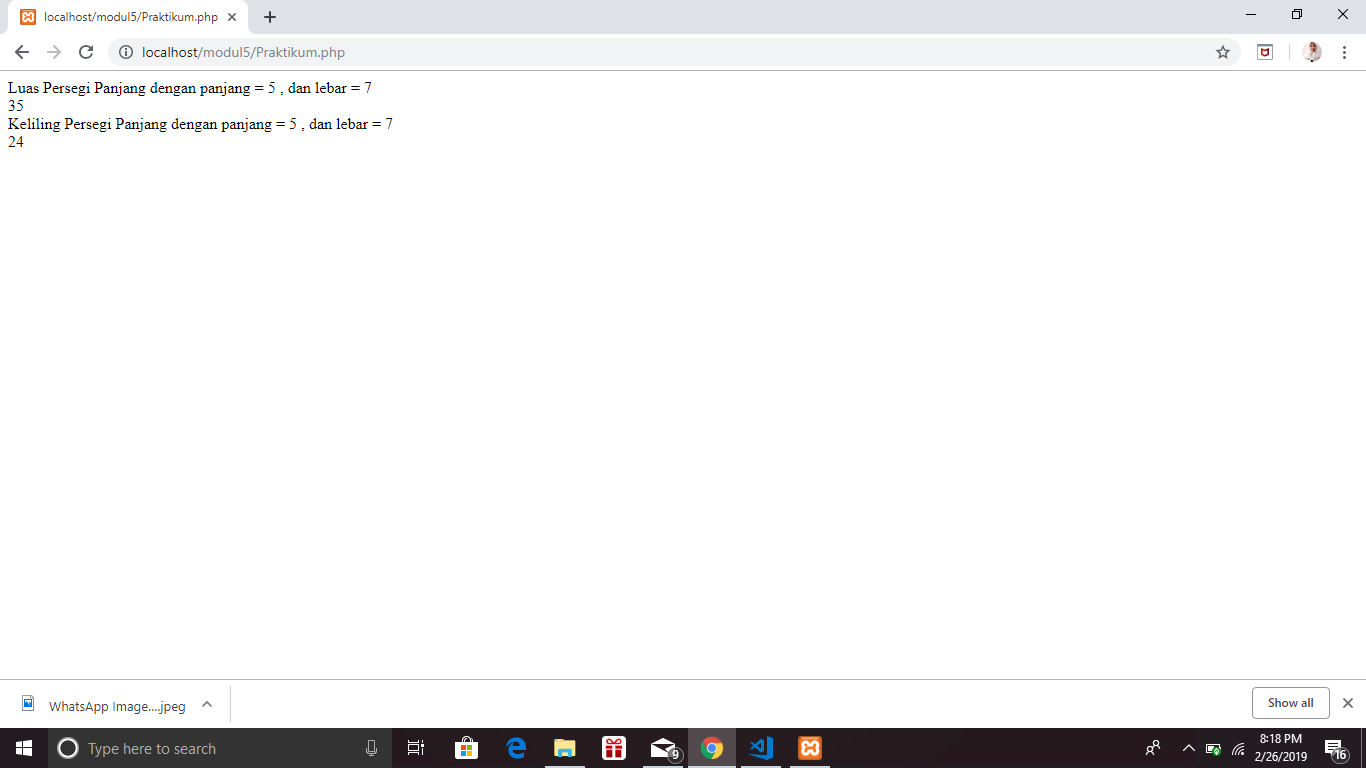 localhost/modul5/Praktikum.php
localhost/modul5/Praktikum.php
Luas Persegi Panjang dengan panjang = 5 , dan lebar = 7
35
Keliling Persegi Panjang dengan panjang = 5 , dan lebar = 7
24
WhatsApp Image....jpeg
Show all
Type here to search
9
8:18 PM
2/26/2019
16